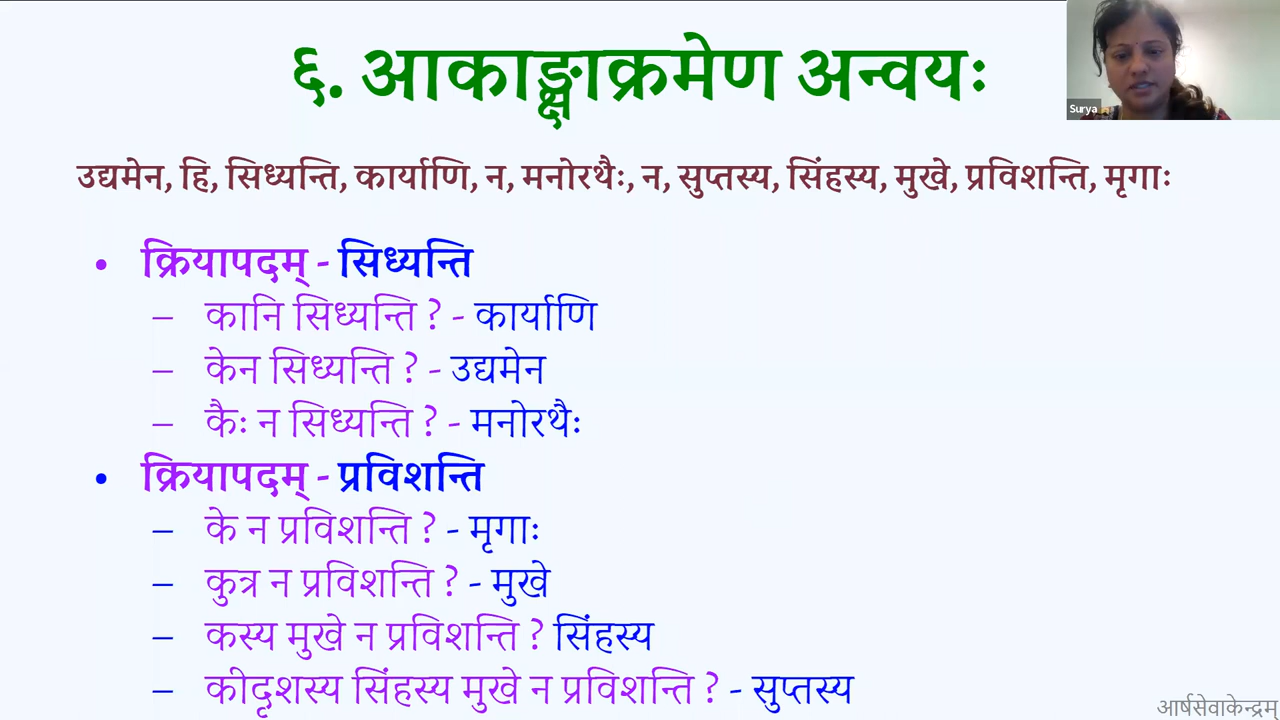 ६. आकाङ्क्षाक्रमेण अन्वयः
Surya
उद्यमेन, हि, सिध्यन्ति, कार्याणि, न, मनोरथैः, न, सुप्तस्य, सिंहस्य, मुखे, प्रविशन्ति, मृगाः
• क्रियापदम् - सिध्यन्ति
– कानि सिध्यन्ति ? - कार्याणि
– केन सिध्यन्ति ? - उद्यमेन
– कैः न सिध्यन्ति ? - मनोरथैः
• क्रियापदम् - प्रविशन्ति
– के न प्रविशन्ति ? - मृगाः
– कुत्र न प्रविशन्ति ? - मुखे
– कस्य मुखे न प्रविशन्ति ? सिंहस्य
– कीदृशस्य सिंहस्य मुखे न प्रविशन्ति ? - सुप्तस्य
आर्षसेवाकेन्द्रम्